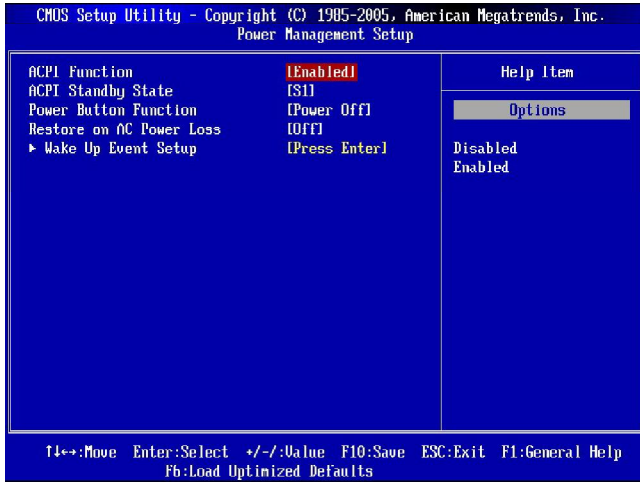 CMOS Setup Utility - Copyright (C) 1985-2005, American Megatrends, Inc.
Power Management Setup
ACPI Function [Enabled]
ACPI Standby State [S1]
Power Button Function [Power Off]
Restore on AC Power Loss [Off]
▶ Wake Up Event Setup [Press Enter]
Help Item
Options
Disabled
Enabled
↑↓←→:Move Enter:Select +/-/:Value F10:Save ESC:Exit F1:General Help
F6:Load Optimized Defaults